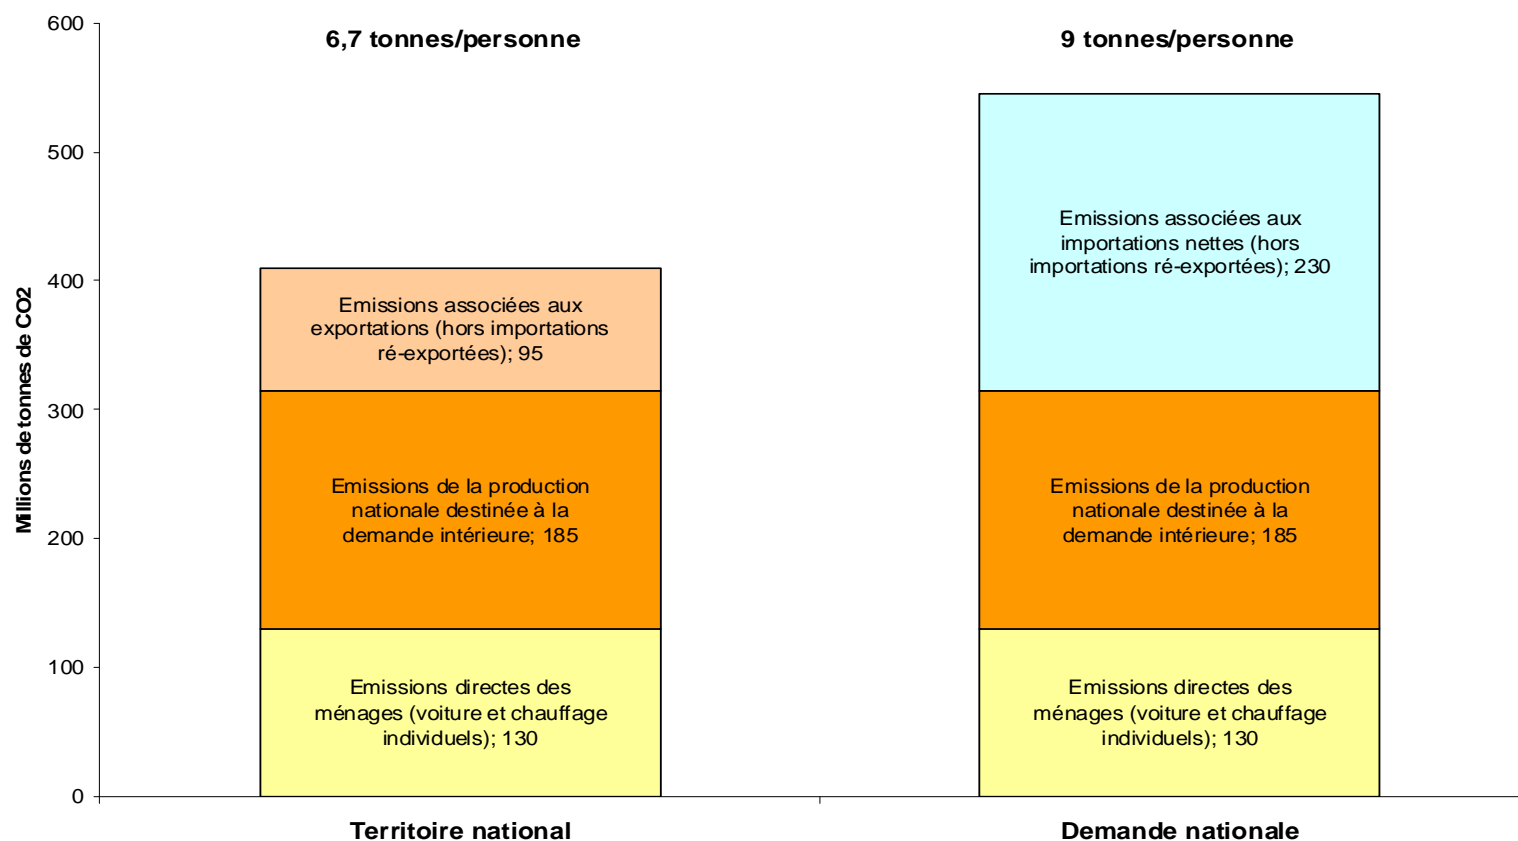 600
500
400
300
200
100
0
Millions de tonnes de CO2
6,7 tonnes/personne
Emissions associées aux
exportations (hors importations
ré-exportées); 95
Emissions de la production
nationale destinée à la
demande intérieure; 185
Emissions directes des
ménages (voiture et chauffage
individuels); 130
Territoire national
9 tonnes/personne
Emissions associées aux
importations nettes (hors
importations ré-exportées); 230
Emissions de la production
nationale destinée à la
demande intérieure; 185
Emissions directes des
ménages (voiture et chauffage
individuels); 130
Demande nationale